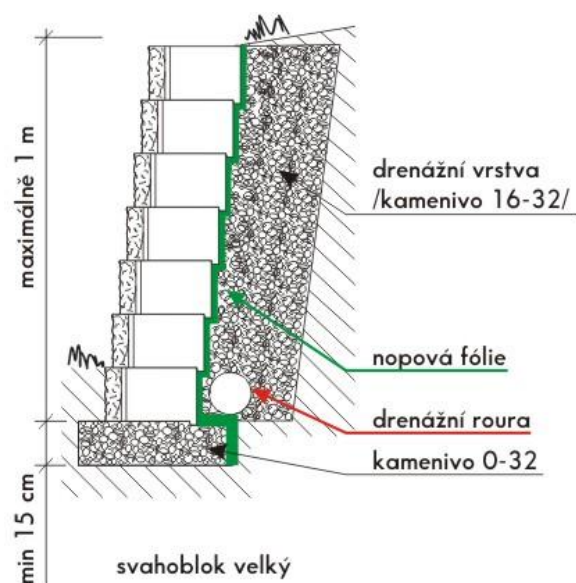 maximálně 1 m
drenážní vrstva
/kamenivo 16-32/
nopová fólie
drenážní roura
kamenivo 0-32
min 15 cm
svahoblok velký